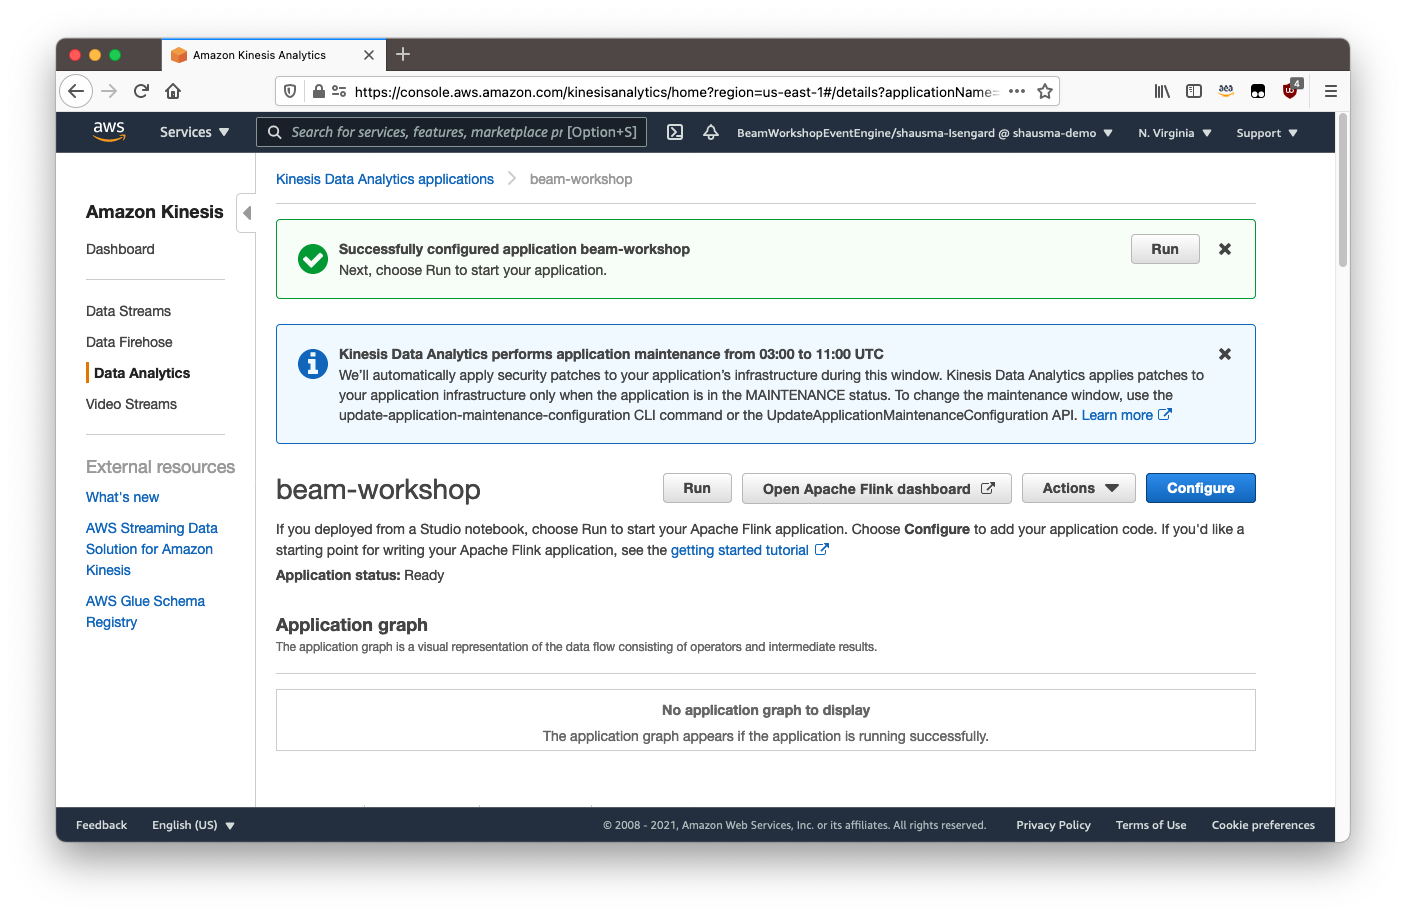 Amazon Kinesis Analytics
https://console.aws.amazon.com/kinesisanalytics/home?region=us-east-1#/details?applicationName=
4
aws
Services
Search for services, features, marketplace pr [Option+S]
BeamWorkshopEventEngine/shausma-Isengard @ shausma-demo
N. Virginia
Support
Amazon Kinesis
Dashboard
Data Streams
Data Firehose
Data Analytics
Video Streams
External resources
What's new
AWS Streaming Data
Solution for Amazon
Kinesis
AWS Glue Schema
Registry
Kinesis Data Analytics applications
beam-workshop
Successfully configured application beam-workshop
Next, choose Run to start your application.
Run
Kinesis Data Analytics performs application maintenance from 03:00 to 11:00 UTC
We’ll automatically apply security patches to your application’s infrastructure during this window. Kinesis Data Analytics applies patches to
your application infrastructure only when the application is in the MAINTENANCE status. To change the maintenance window, use the
update-application-maintenance-configuration CLI command or the UpdateApplicationMaintenanceConfiguration API. Learn more
beam-workshop
Run
Open Apache Flink dashboard
Actions
Configure
If you deployed from a Studio notebook, choose Run to start your Apache Flink application. Choose Configure to add your application code. If you'd like a
starting point for writing your Apache Flink application, see the getting started tutorial
Application status: Ready
Application graph
The application graph is a visual representation of the data flow consisting of operators and intermediate results.
No application graph to display
The application graph appears if the application is running successfully.
Feedback
English (US)
© 2008 - 2021, Amazon Web Services, Inc. or its affiliates. All rights reserved.
Privacy Policy
Terms of Use
Cookie preferences